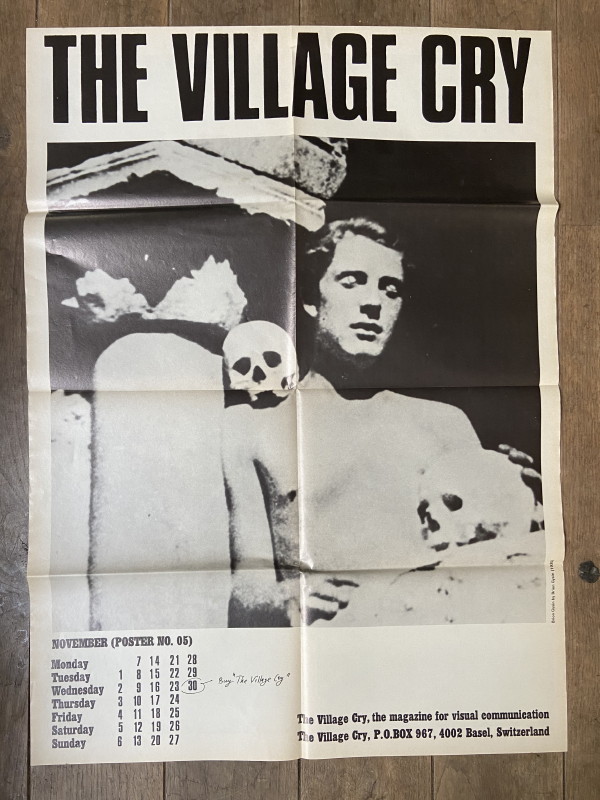 THE VILLAGE CRY
NOVEMBER (POSTER NO. 05)
Monday 7 14 21 28
Tuesday 1 8 15 22 29
Wednesday 2 9 16 23 30 Buy "The Village Cry"
Thursday 3 10 17 24
Friday 4 11 18 25
Saturday 5 12 19 26
Sunday 6 13 20 27
The Village Cry, the magazine for visual communication
The Village Cry, P.O.BOX 967, 4002 Basel, Switzerland